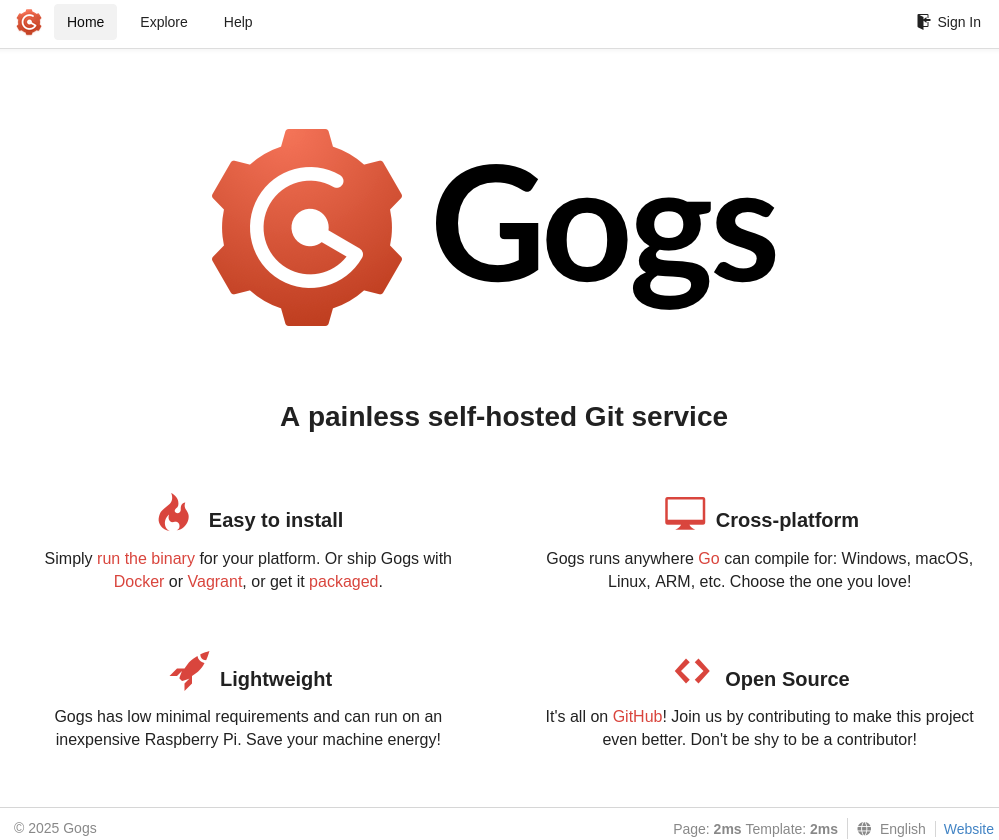 Home Explore Help Sign In
Gogs
A painless self-hosted Git service
Easy to install
Simply run the binary for your platform. Or ship Gogs with
Docker or Vagrant, or get it packaged.
Cross-platform
Gogs runs anywhere Go can compile for: Windows, macOS,
Linux, ARM, etc. Choose the one you love!
Lightweight
Gogs has low minimal requirements and can run on an
inexpensive Raspberry Pi. Save your machine energy!
Open Source
It's all on GitHub! Join us by contributing to make this project
even better. Don't be shy to be a contributor!
© 2025 Gogs Page: 2ms Template: 2ms English Website